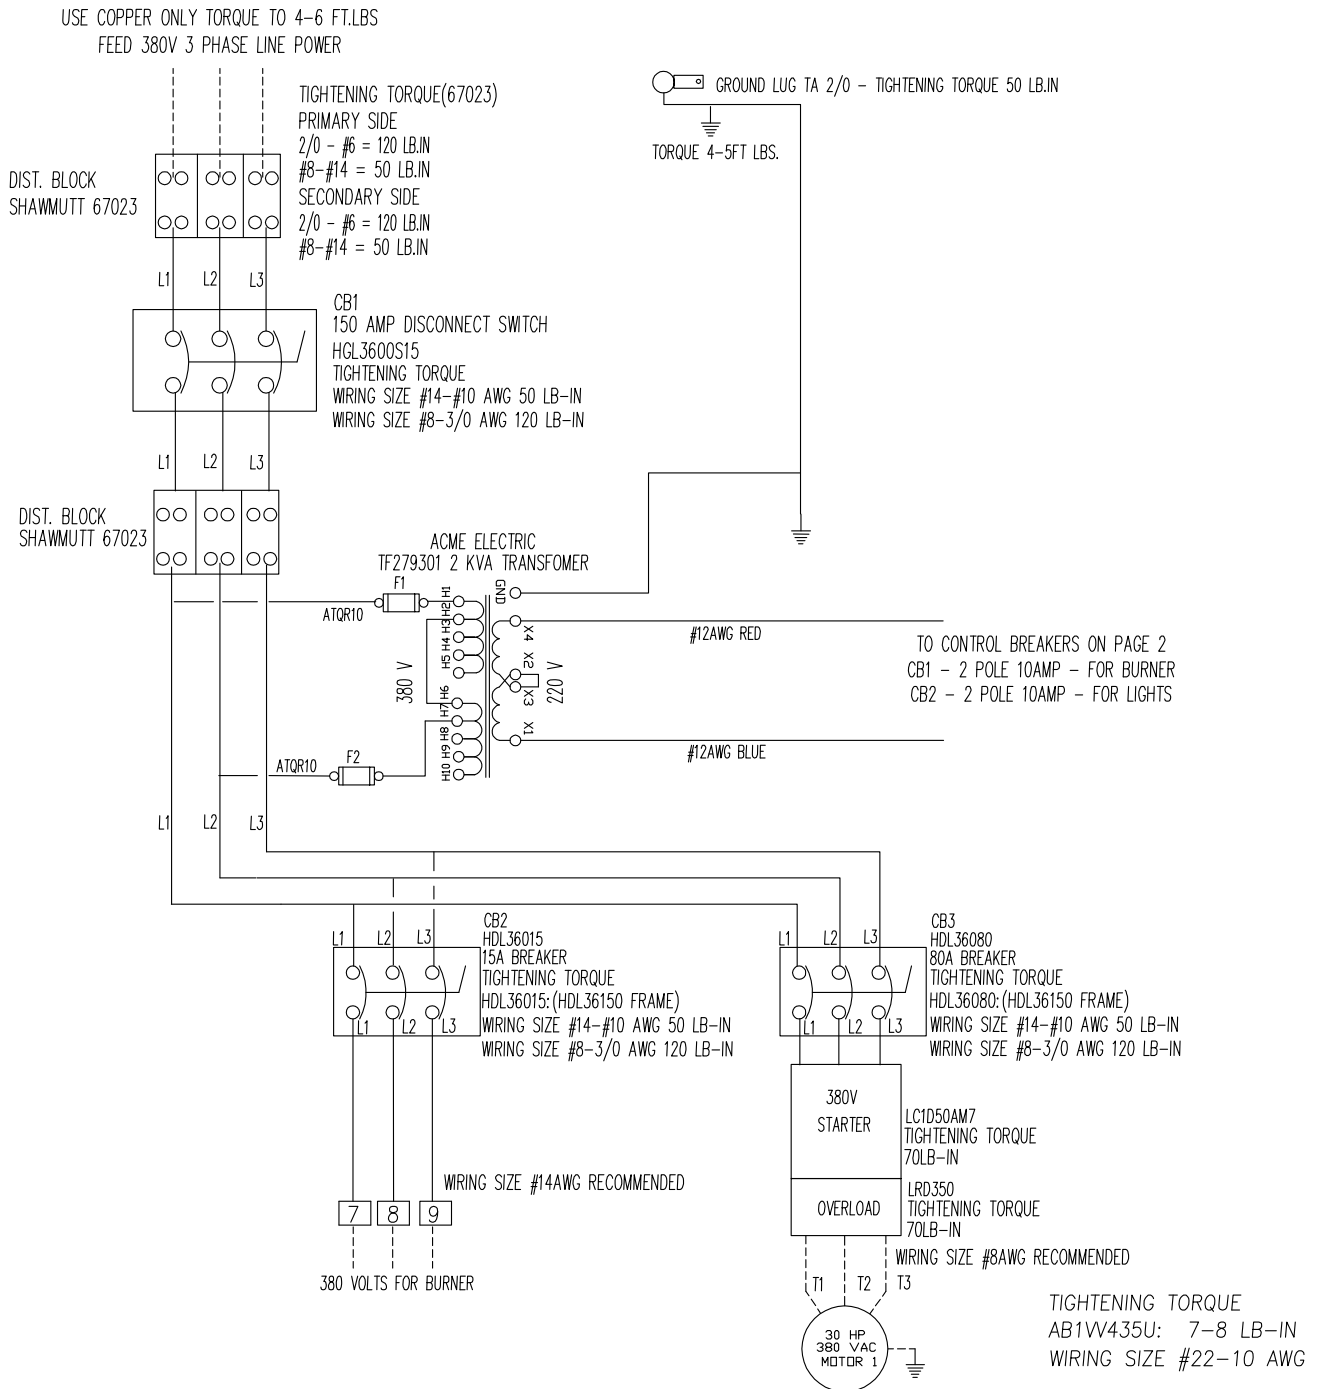 USE COPPER ONLY TORQUE TO 4-6 FT.LBS
FEED 380V 3 PHASE LINE POWER
TIGHTENING TORQUE(67023)
PRIMARY SIDE
2/0 - #6 = 120 LB.IN
#8-#14 = 50 LB.IN
SECONDARY SIDE
2/0 - #6 = 120 LB.IN
#8-#14 = 50 LB.IN
DIST. BLOCK
SHAWMUTT 67023
GROUND LUG TA 2/0 - TIGHTENING TORQUE 50 LB.IN
TORQUE 4-5FT LBS.
L1 L2 L3
CB1
150 AMP DISCONNECT SWITCH
HGL3600S15
TIGHTENING TORQUE
WIRING SIZE #14-#10 AWG 50 LB-IN
WIRING SIZE #8-3/0 AWG 120 LB-IN
L1 L2 L3
DIST. BLOCK
SHAWMUTT 67023
ACME ELECTRIC
TF279301 2 KVA TRANSFOMER
F1
ATQR10
H1
H2
H3
H4
H5
380 V
H6
H7
H8
H9
H10
F2
ATQR10
GND
X4
X2
X3
X1
220 V
#12AWG RED
#12AWG BLUE
TO CONTROL BREAKERS ON PAGE 2
CB1 - 2 POLE 10AMP - FOR BURNER
CB2 - 2 POLE 10AMP - FOR LIGHTS
L1 L2 L3
L1 L2 L3
CB2
HDL36015
15A BREAKER
TIGHTENING TORQUE
HDL36015:(HDL36150 FRAME)
WIRING SIZE #14-#10 AWG 50 LB-IN
WIRING SIZE #8-3/0 AWG 120 LB-IN
L1 L2 L3
WIRING SIZE #14AWG RECOMMENDED
7 8 9
380 VOLTS FOR BURNER
L1 L2 L3
CB3
HDL36080
80A BREAKER
TIGHTENING TORQUE
HDL36080:(HDL36150 FRAME)
WIRING SIZE #14-#10 AWG 50 LB-IN
WIRING SIZE #8-3/0 AWG 120 LB-IN
L1 L2 L3
380V
STARTER
LC1D50AM7
TIGHTENING TORQUE
70LB-IN
OVERLOAD
LRD350
TIGHTENING TORQUE
70LB-IN
WIRING SIZE #8AWG RECOMMENDED
T1 T2 T3
30 HP
380 VAC
MOTOR 1
TIGHTENING TORQUE
AB1VV435U: 7-8 LB-IN
WIRING SIZE #22-10 AWG